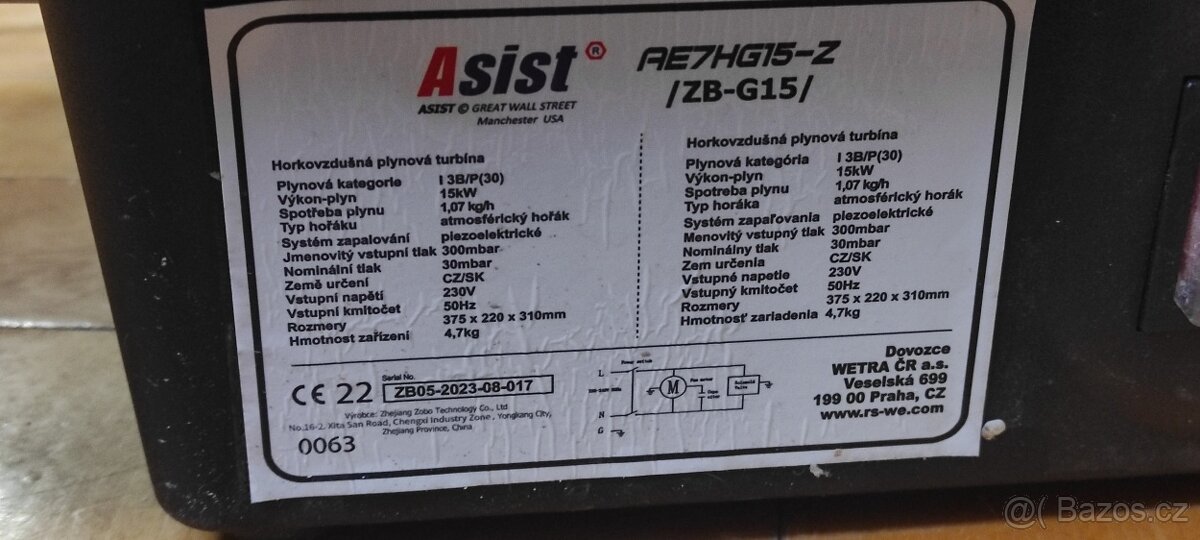 Asist ®
ASIST © GREAT WALL STREET
Manchester USA
AE7HG15-Z
/ZB-G15/
Horkovzdušná plynová turbína
Plynová kategorie I 3B/P(30)
Výkon-plyn 15kW
Spotřeba plynu 1,07 kg/h
Typ hořáku atmosférický hořák
Systém zapalování piezoelektrické
Jmenovitý vstupní tlak 300mbar
Nominální tlak 30mbar
Země určení CZ/SK
Vstupní napětí 230V
Vstupní kmitočet 50Hz
Rozmery 375 x 220 x 310mm
Hmotnost zařízení 4,7kg
Horkovzdušná plynová turbína
Plynová kategória I 3B/P(30)
Výkon-plyn 15kW
Spotreba plynu 1,07 kg/h
Typ horáka atmosférický horák
Systém zapaľovania piezoelektrické
Menovitý vstupný tlak 300mbar
Nominálny tlak 30mbar
Zem určenia CZ/SK
Vstupné napetie 230V
Vstupný kmitočet 50Hz
Rozmery 375 x 220 x 310mm
Hmotnosť zariadenia 4,7kg
CE 22
Serial No.
ZB05-2023-08-017
Výrobce: Zhejiang Zobo Technology Co., Ltd
No.16-2, Xita San Road, Chengxi Industry Zone, Yongkang City,
Zhejiang Province, China
0063
Power switch
L
M
Fan motor
Solenoid
Valve
N
G
Dovozce
WETRA ČR a.s.
Veselská 699
199 00 Praha, CZ
www.rs-we.com
@ Bazos.cz